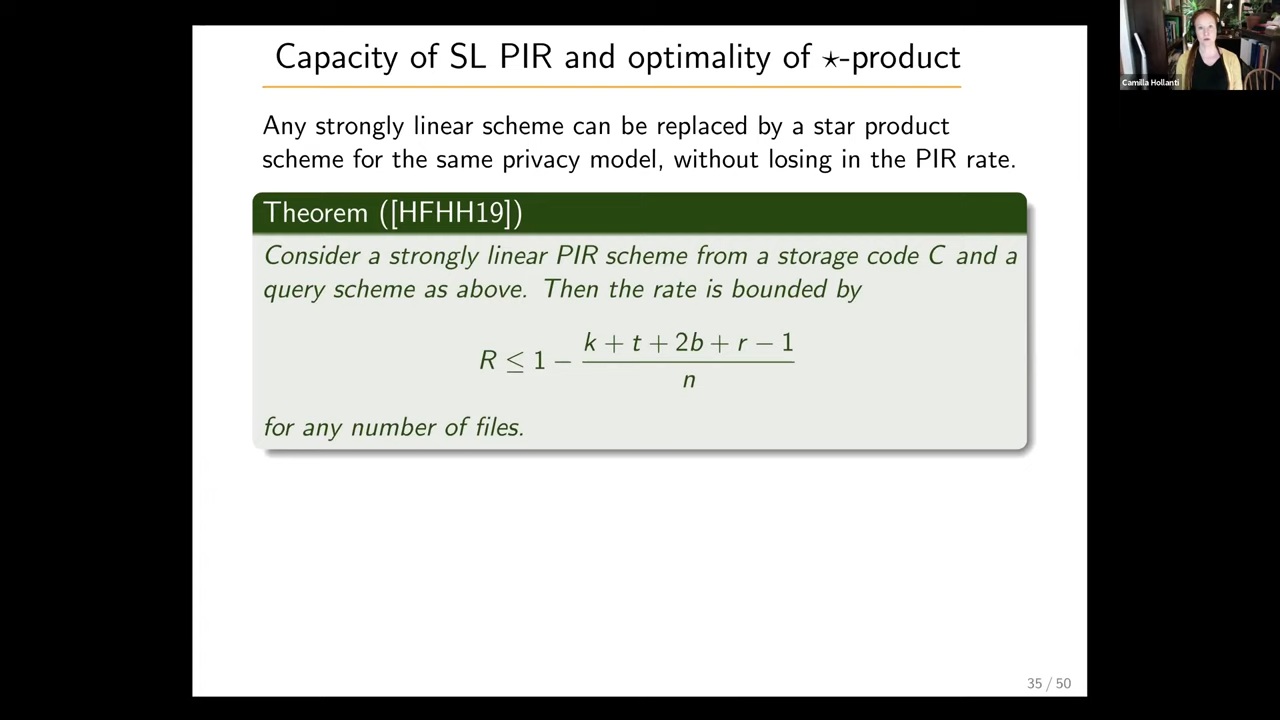 Capacity of SL PIR and optimality of ⋆-product
Any strongly linear scheme can be replaced by a star product
scheme for the same privacy model, without losing in the PIR rate.
Theorem ([HFHH19])
Consider a strongly linear PIR scheme from a storage code C and a
query scheme as above. Then the rate is bounded by
R ≤ 1 − (k + t + 2b + r − 1) / n
for any number of files.
35 / 50
Camilla Hollanti